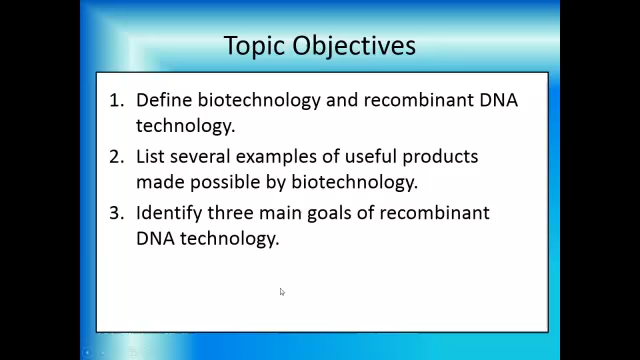 Topic Objectives
1. Define biotechnology and recombinant DNA
technology.
2. List several examples of useful products
made possible by biotechnology.
3. Identify three main goals of recombinant
DNA technology.